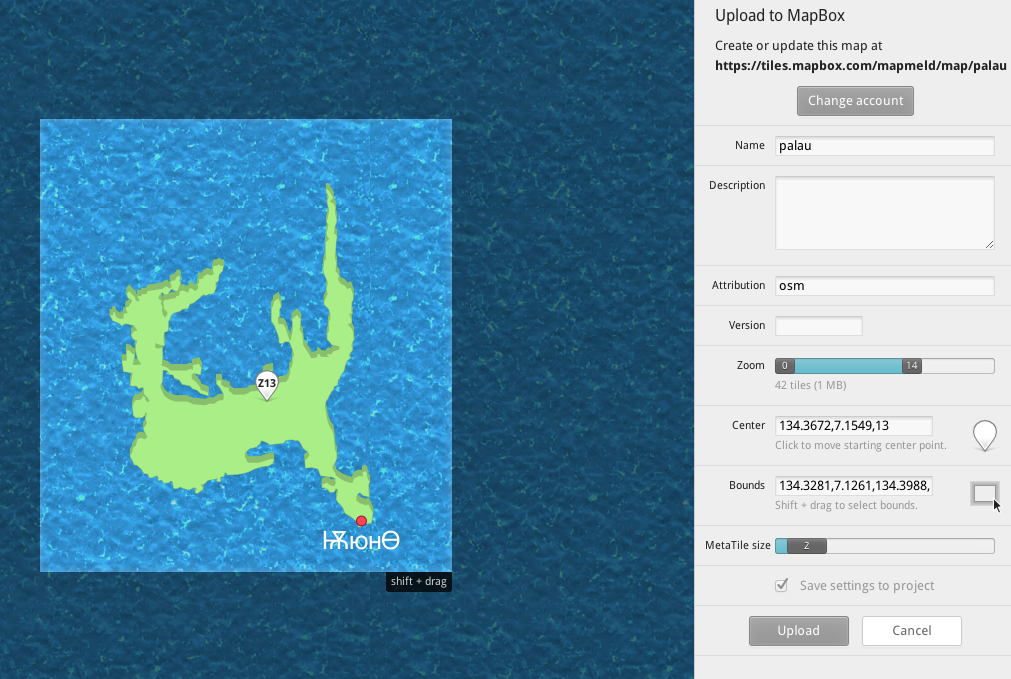 Upload to MapBox
Create or update this map at
https://tiles.mapbox.com/mapmeld/map/palau
Change account
Name palau
Description
Attribution osm
Version
Zoom 0 14
42 tiles (1 MB)
Center 134.3672,7.1549,13
Click to move starting center point.
Bounds 134.3281,7.1261,134.3988,
Shift + drag to select bounds.
MetaTile size 2
Save settings to project
Upload Cancel
Z13
ѬюнѲ
shift + drag